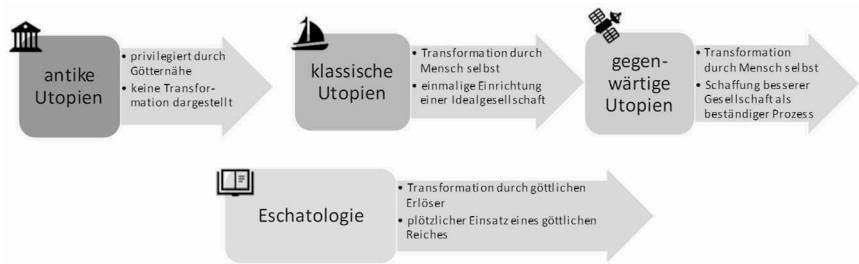 antike
Utopien
• privilegiert durch
Götternähe
• keine Transfor-
mation dargestellt
klassische
Utopien
• Transformation durch
Mensch selbst
• einmalige Einrichtung
einer Idealgesellschaft
gegen-
wärtige
Utopien
• Transformation
durch Mensch selbst
• Schaffung besserer
Gesellschaft als
beständiger Prozess
Eschatologie
• Transformation durch göttlichen
Erlöser
• plötzlicher Einsatz eines göttlichen
Reiches